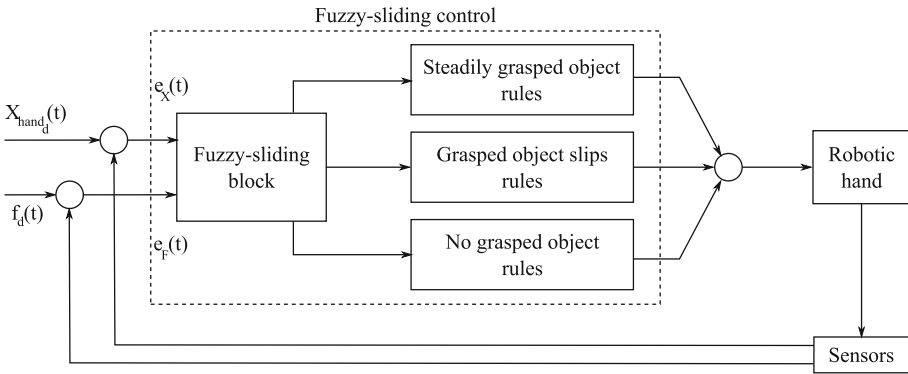 Fuzzy-sliding control
e_X(t)
Steadily grasped object
rules
X_hand_d(t)
Fuzzy-sliding
block
Grasped object slips
rules
Robotic
hand
f_d(t)
e_F(t)
No grasped object
rules
Sensors